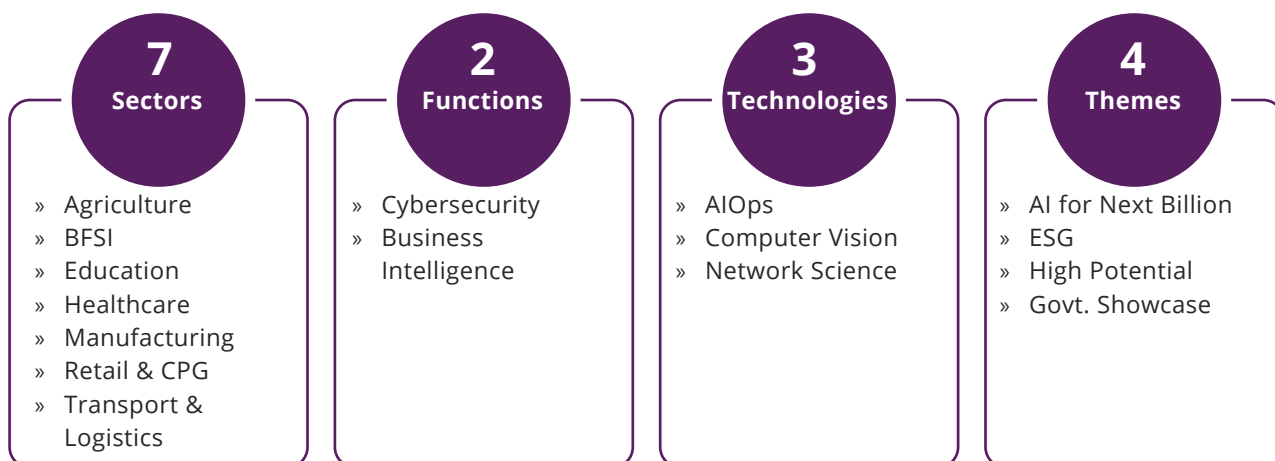 7
Sectors
» Agriculture
» BFSI
» Education
» Healthcare
» Manufacturing
» Retail & CPG
» Transport &
Logistics
2
Functions
» Cybersecurity
» Business
Intelligence
3
Technologies
» AIOps
» Computer Vision
» Network Science
4
Themes
» AI for Next Billion
» ESG
» High Potential
» Govt. Showcase